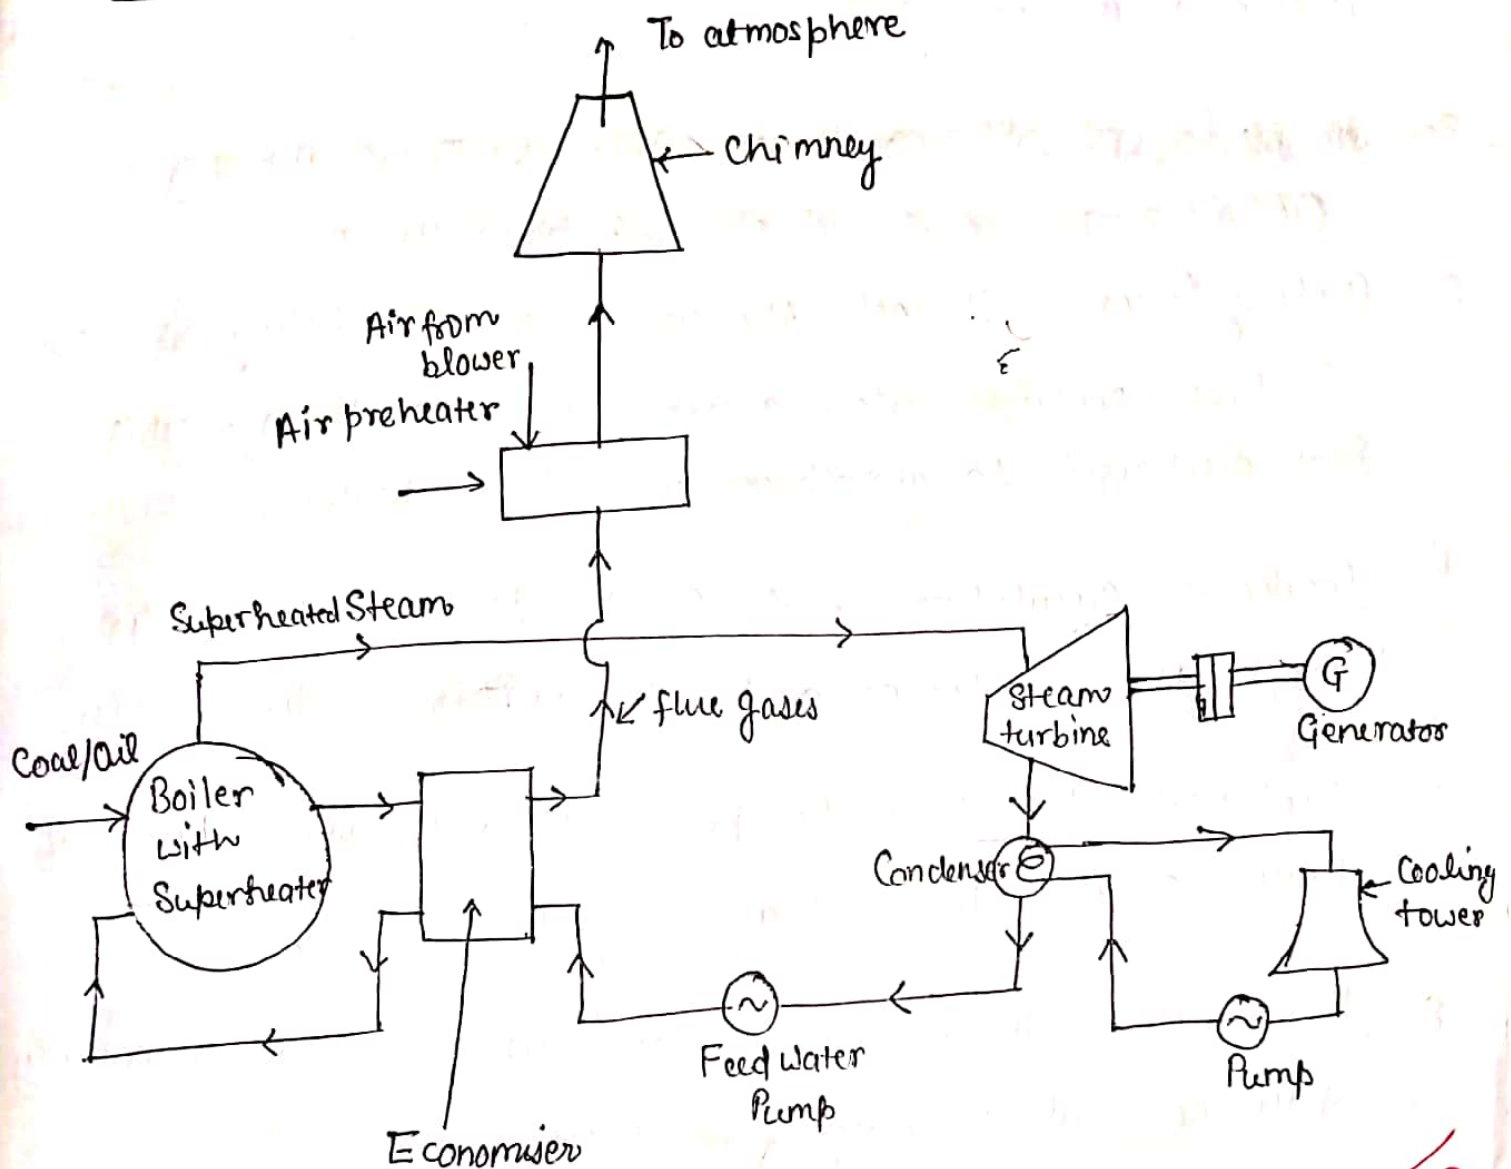 To atmosphere
Chimney
Air from
blower
Air preheater
Superheated Steam
flue gases
Steam
turbine
G
Generator
Coal/Oil
Boiler
with
Superheater
Condenser
Cooling
tower
Feed Water
Pump
Pump
Economiser